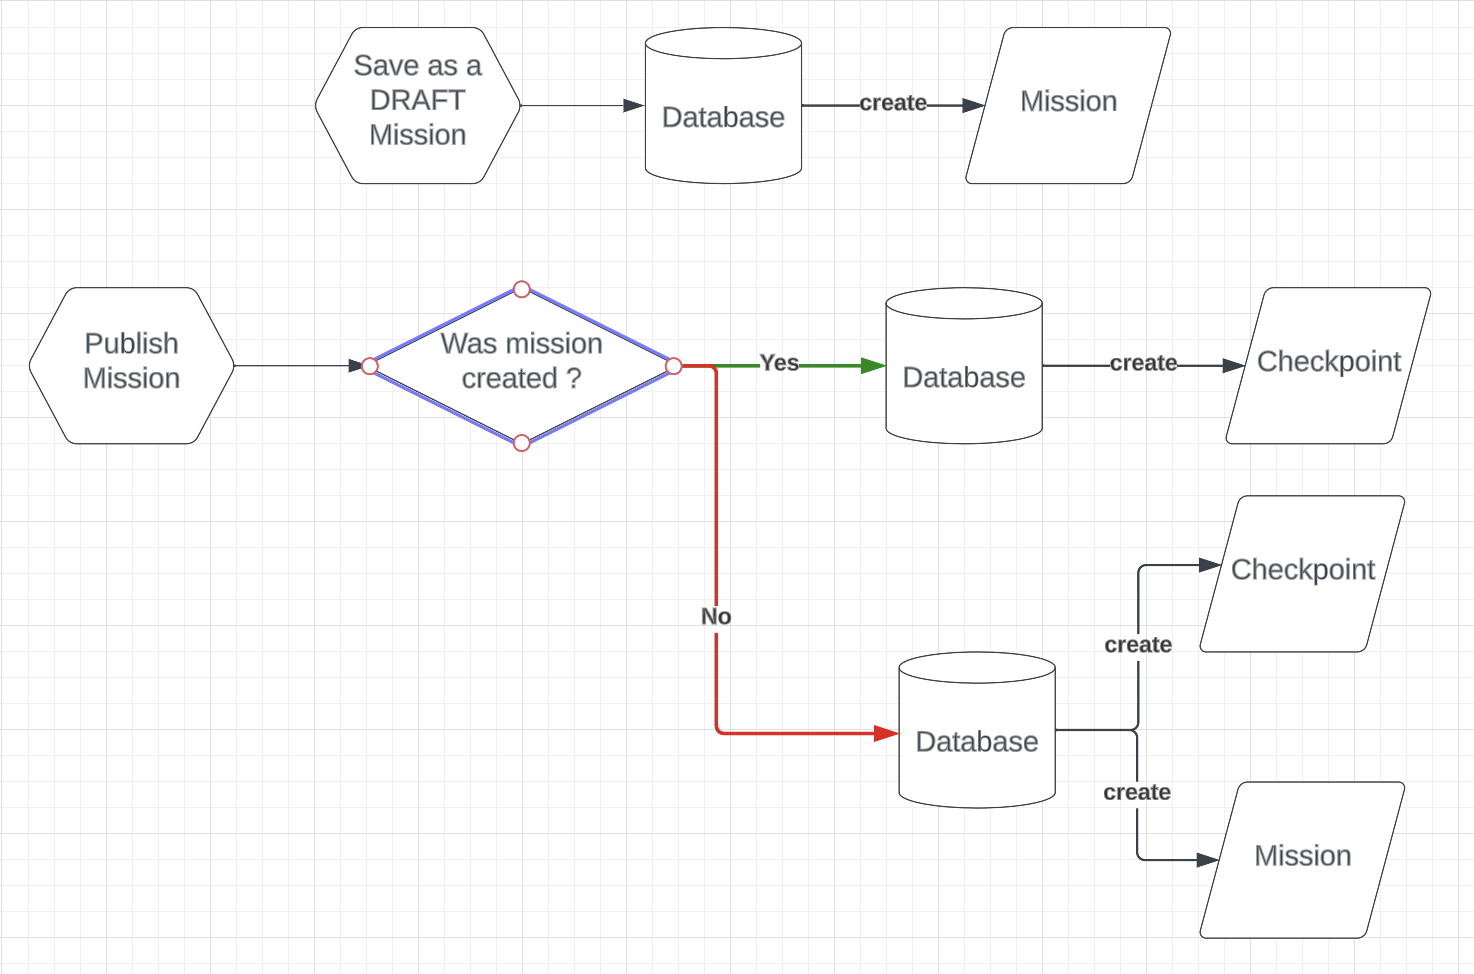 Save as a
DRAFT
Mission
Database
create
Mission
Publish
Mission
Was mission
created ?
Yes
Database
create
Checkpoint
No
Database
create
Checkpoint
create
Mission